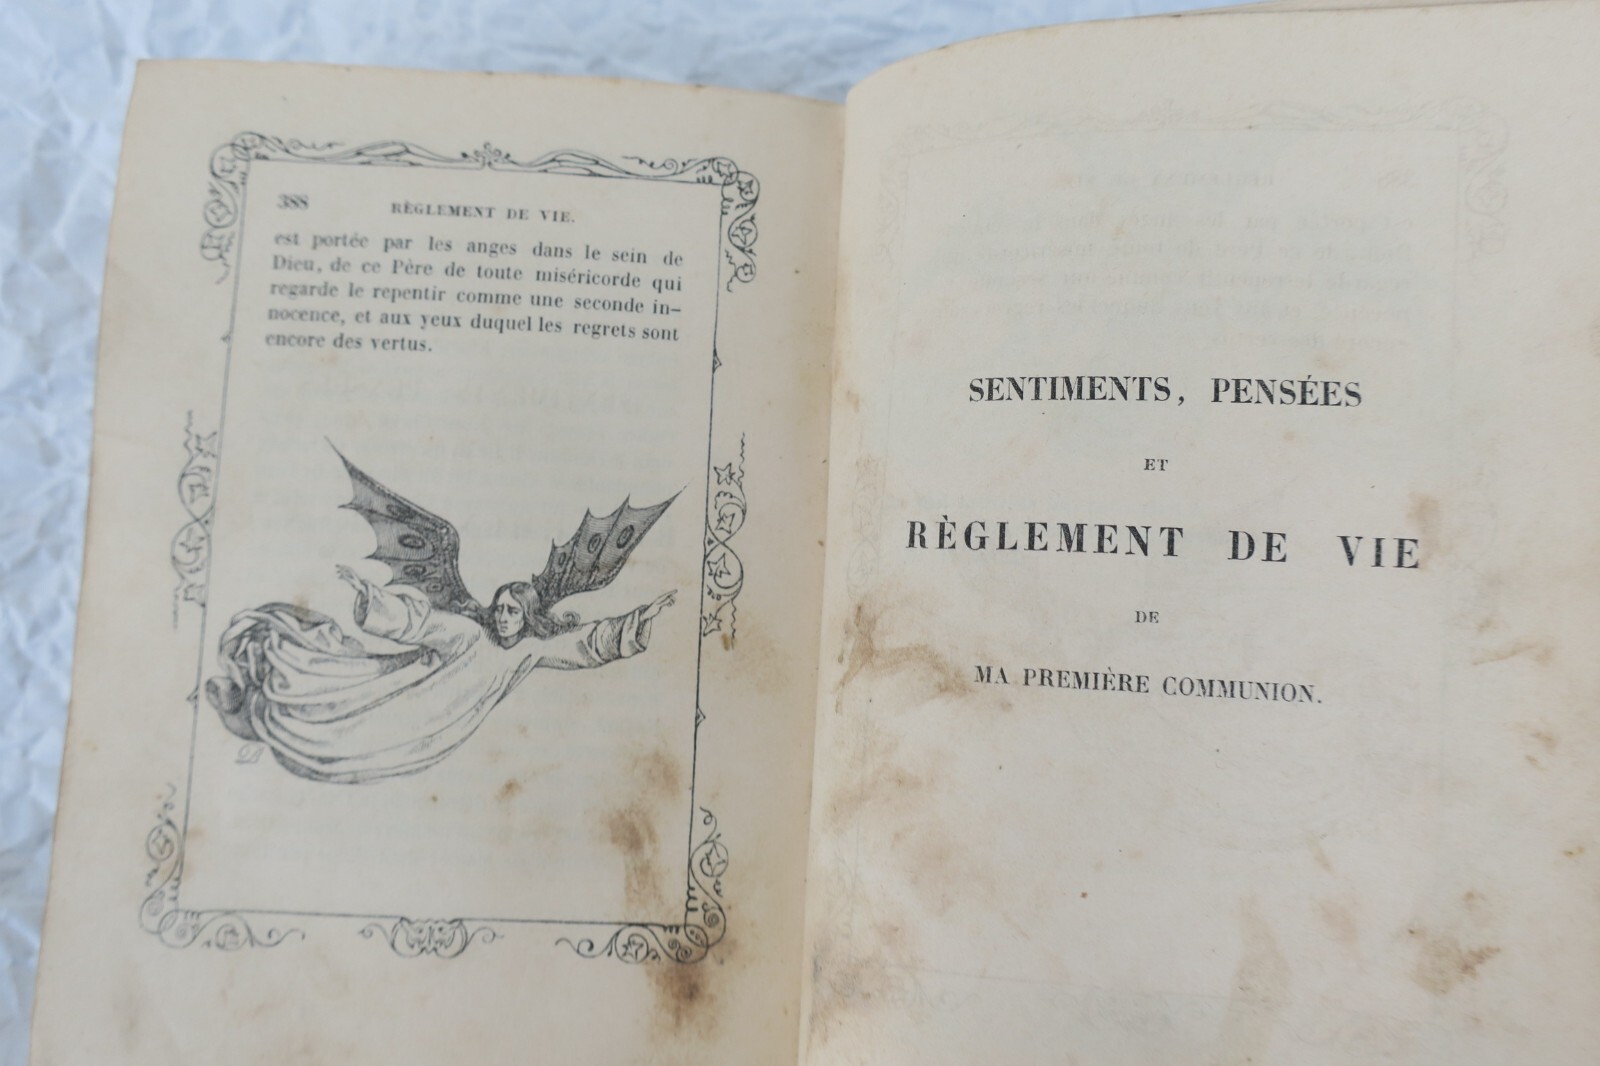 388
RÈGLEMENT DE VIE.
est portée par les anges dans le sein de
Dieu, de ce Père de toute miséricorde qui
regarde le repentir comme une seconde in-
nocence, et aux yeux duquel les regrets sont
encore des vertus.
SENTIMENTS, PENSÉES
ET
RÈGLEMENT DE VIE
DE
MA PREMIÈRE COMMUNION.